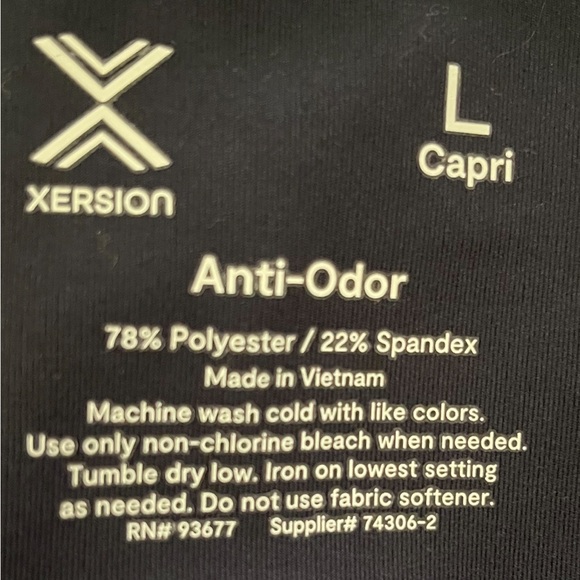 XERSION
L
Capri
Anti-Odor
78% Polyester / 22% Spandex
Made in Vietnam
Machine wash cold with like colors.
Use only non-chlorine bleach when needed.
Tumble dry low. Iron on lowest setting
as needed. Do not use fabric softener.
RN# 93677 Supplier# 74306-2